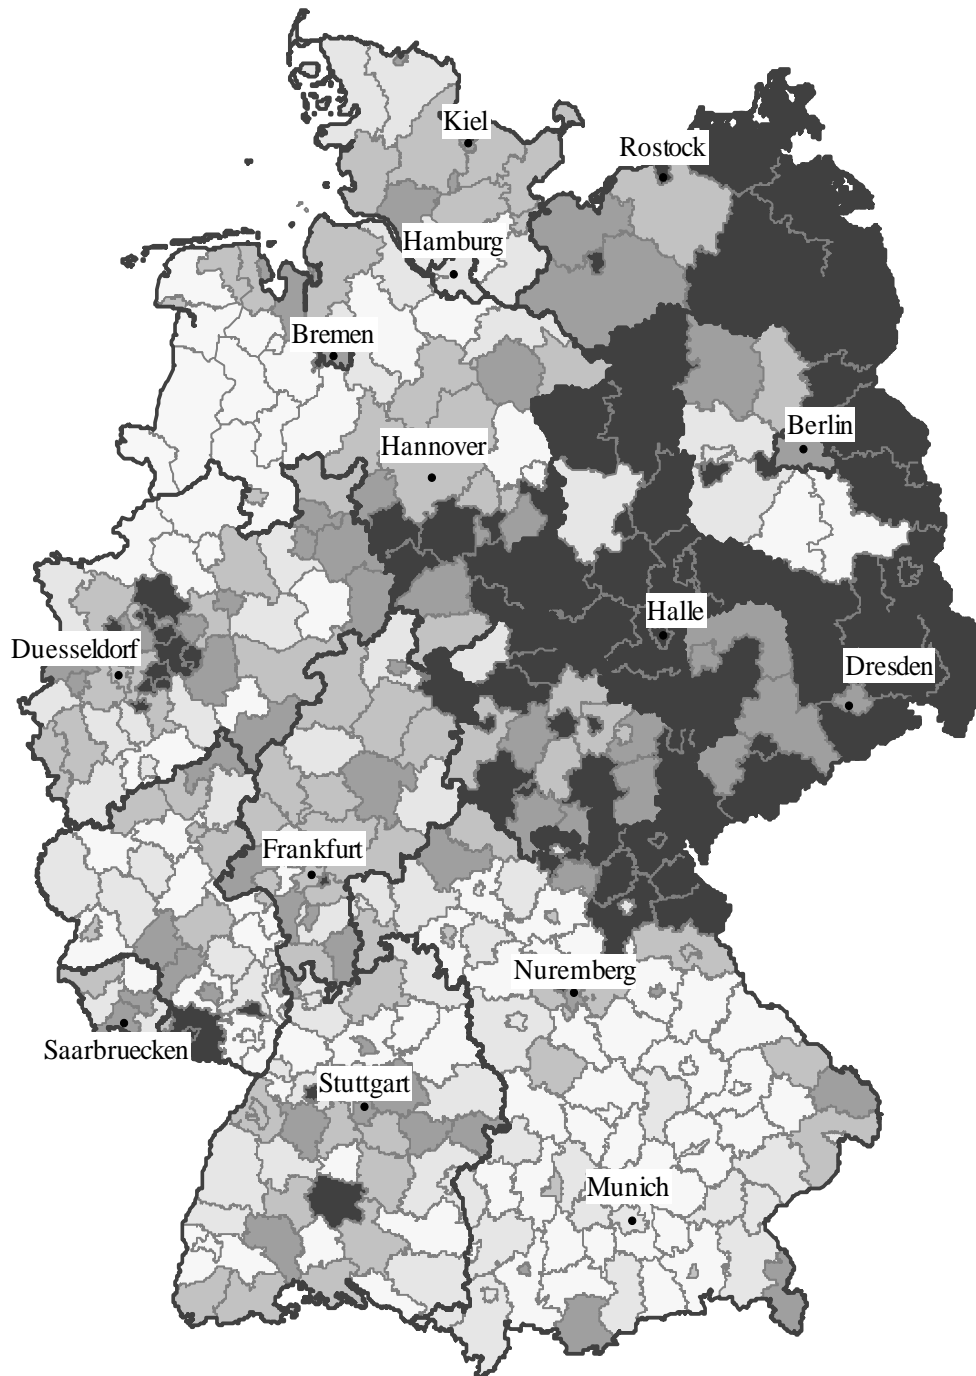 Kiel
Rostock
Hamburg
Bremen
Berlin
Hannover
Halle
Duesseldorf
Dresden
Frankfurt
Nuremberg
Saarbruecken
Stuttgart
Munich